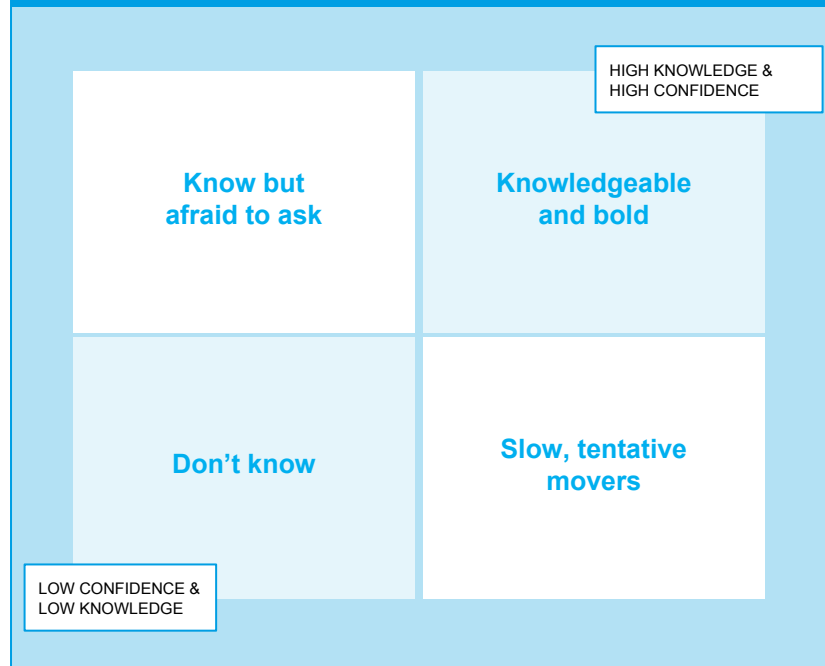 HIGH KNOWLEDGE &
HIGH CONFIDENCE
Know but
afraid to ask
Knowledgeable
and bold
Don’t know
Slow, tentative
movers
LOW CONFIDENCE &
LOW KNOWLEDGE